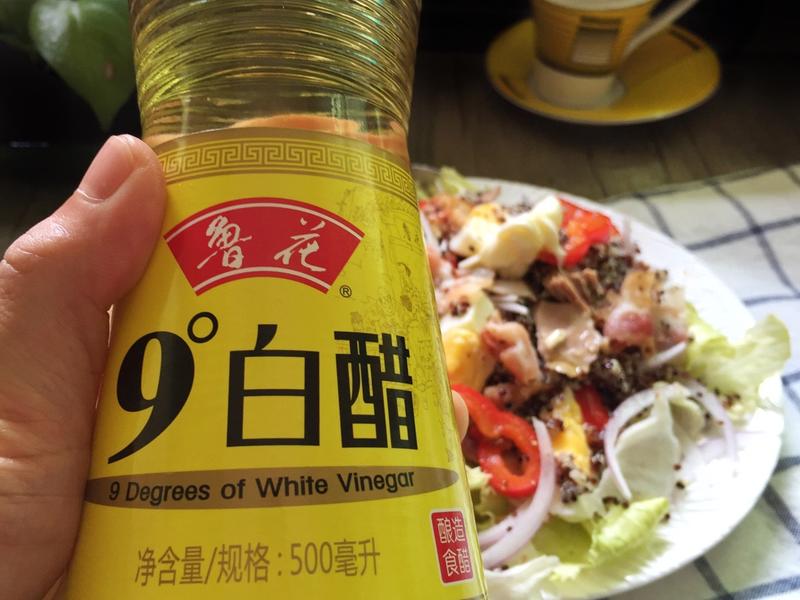 鲁花
®
9°白醋
9 Degrees of White Vinegar
净含量/规格:500毫升
酿造
食醋